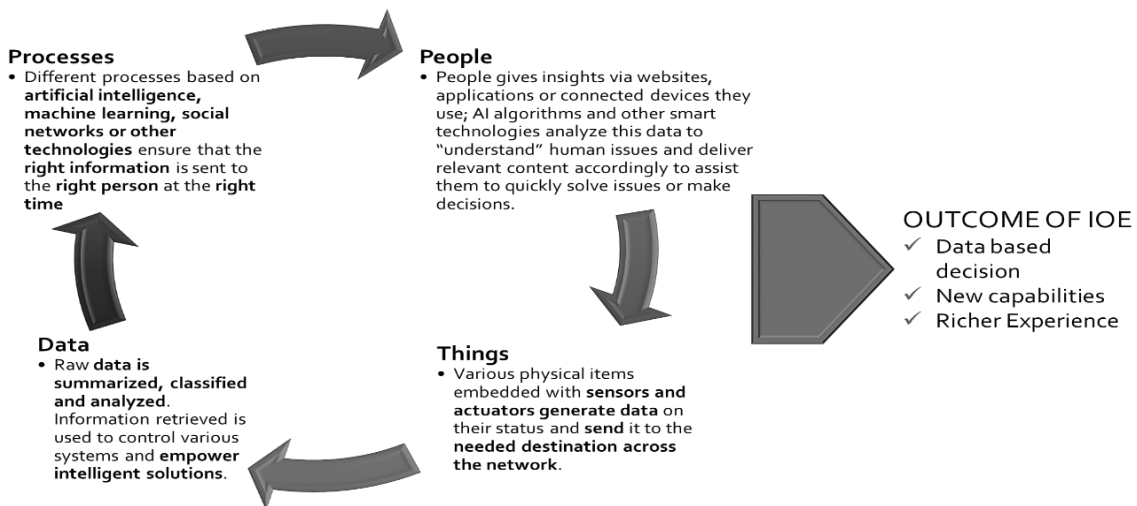 Processes
• Different processes based on
artificial intelligence,
machine learning, social
networks or other
technologies ensure that the
right information is sent to
the right person at the right
time
People
• People gives insights via websites,
applications or connected devices they
use; AI algorithms and other smart
technologies analyze this data to
“understand” human issues and deliver
relevant content accordingly to assist
them to quickly solve issues or make
decisions.
Things
• Various physical items
embedded with sensors and
actuators generate data on
their status and send it to the
needed destination across
the network.
Data
• Raw data is
summarized, classified
and analyzed.
Information retrieved is
used to control various
systems and empower
intelligent solutions.
OUTCOME OF IOE
✓ Data based
decision
✓ New capabilities
✓ Richer Experience